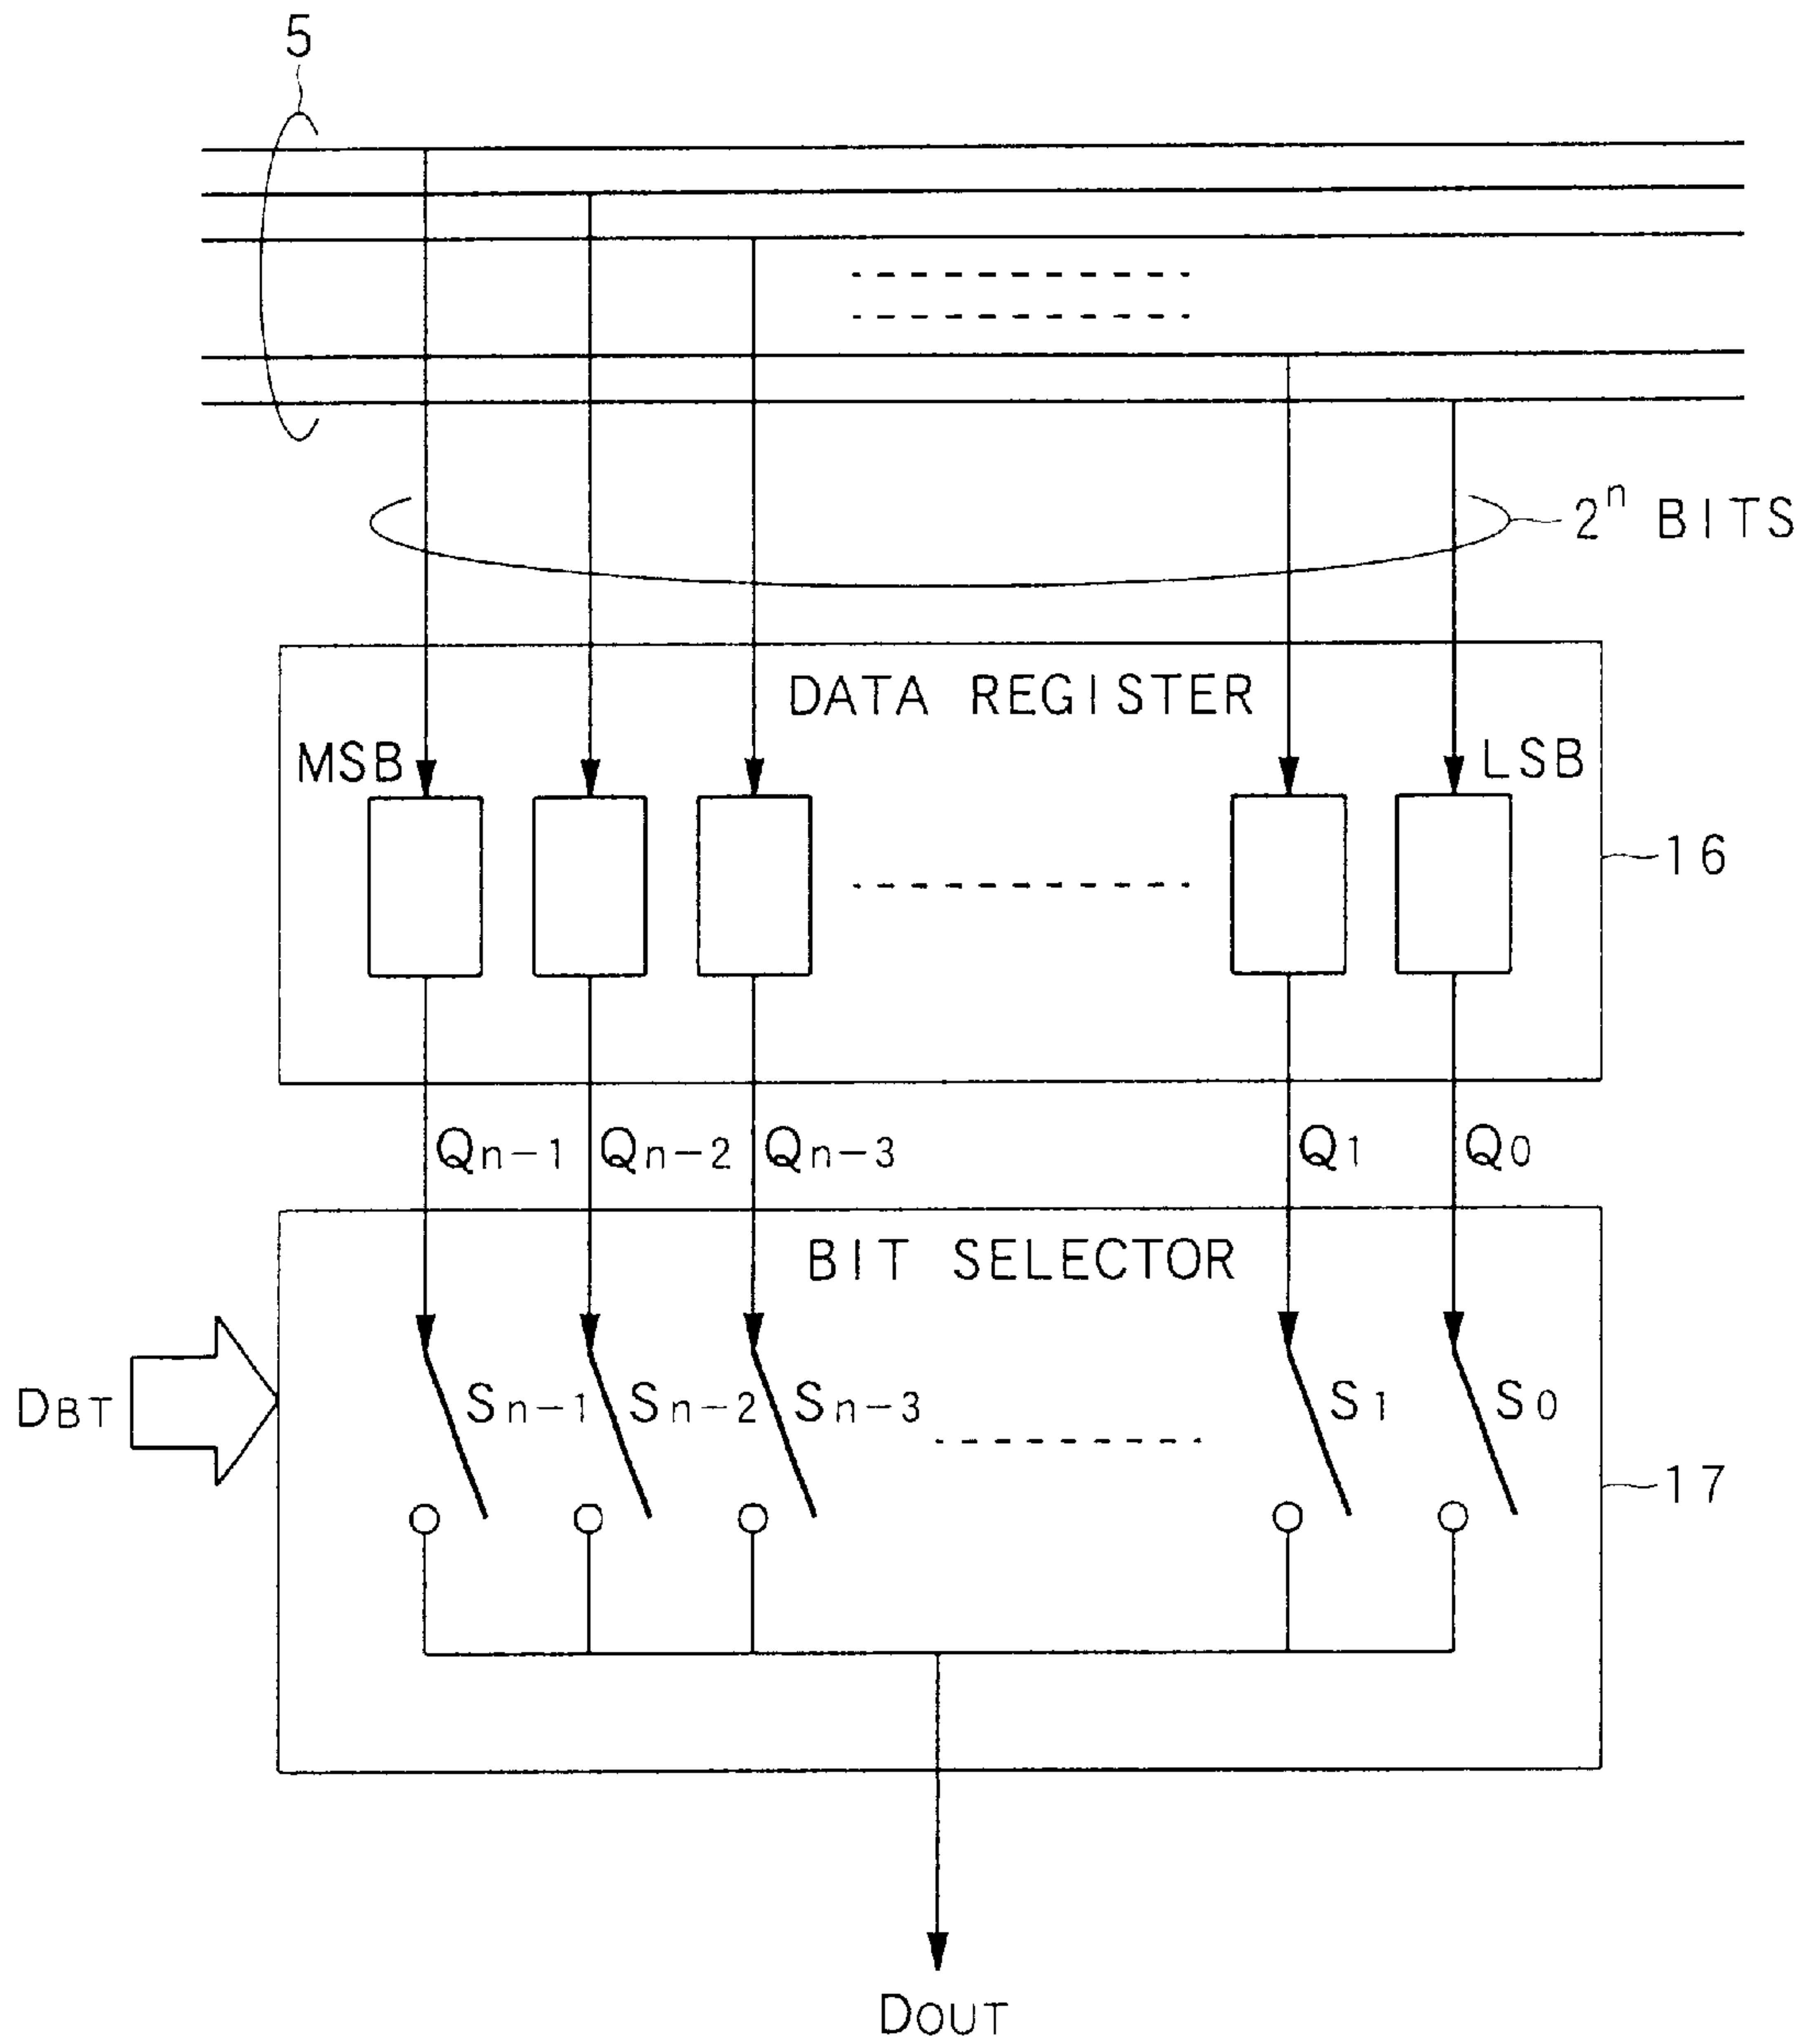 5
2ⁿ BITS
DATA REGISTER
MSB
LSB
16
Qn-1 Qn-2 Qn-3 Q1 Q0
BIT SELECTOR
DBT
Sn-1 Sn-2 Sn-3 S1 S0
17
DOUT